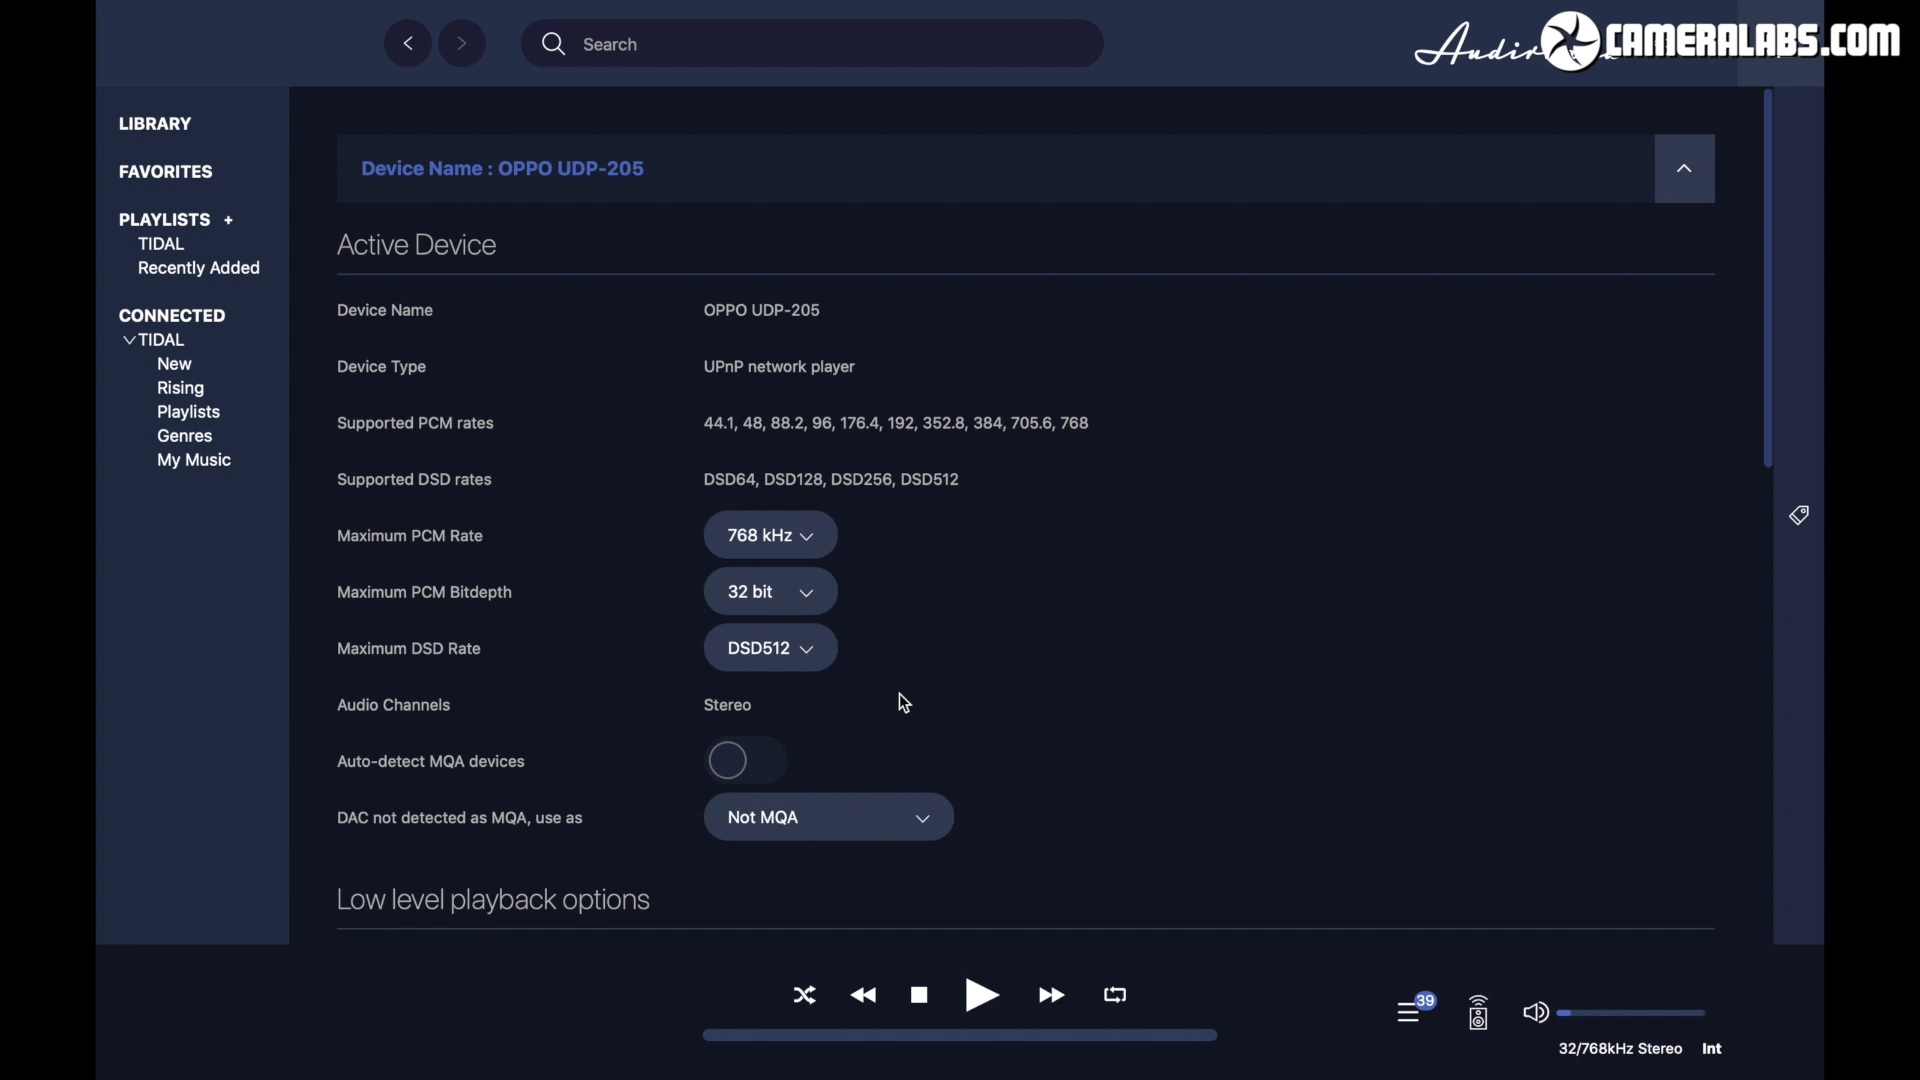 Search
CAMERALABS.COM
LIBRARY
FAVORITES
PLAYLISTS +
TIDAL
Recently Added
CONNECTED
TIDAL
New
Rising
Playlists
Genres
My Music
Device Name : OPPO UDP-205
Active Device
Device Name OPPO UDP-205
Device Type UPnP network player
Supported PCM rates 44.1, 48, 88.2, 96, 176.4, 192, 352.8, 384, 705.6, 768
Supported DSD rates DSD64, DSD128, DSD256, DSD512
Maximum PCM Rate 768 kHz
Maximum PCM Bitdepth 32 bit
Maximum DSD Rate DSD512
Audio Channels Stereo
Auto-detect MQA devices
DAC not detected as MQA, use as Not MQA
Low level playback options
39
32/768kHz Stereo Int